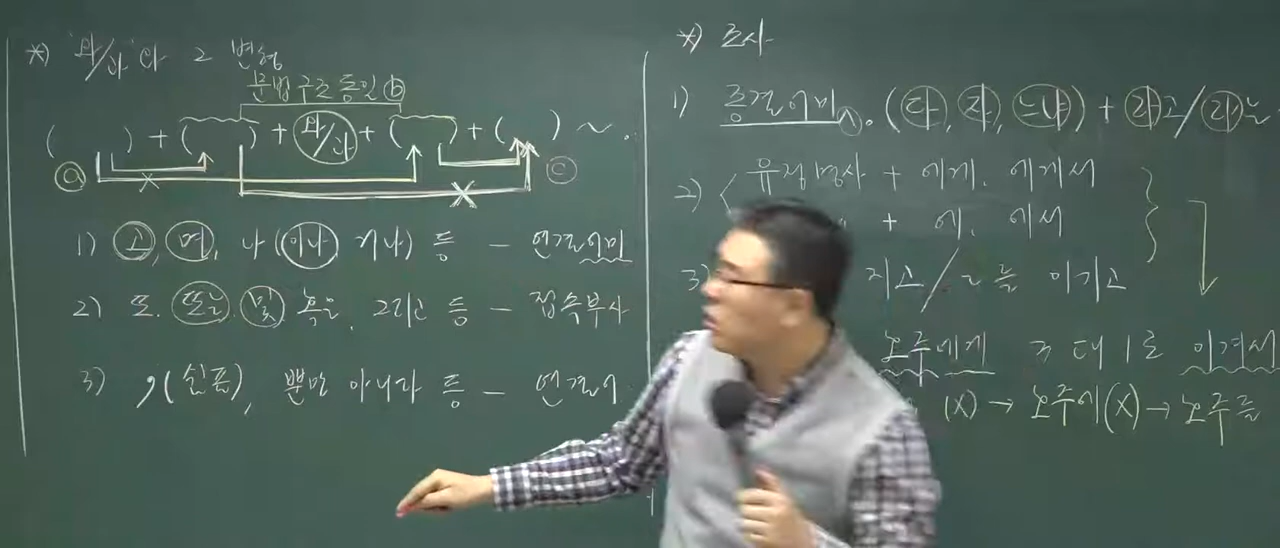 *) 와/과 와 그 변형
문법 구조 동일 ⓑ
( ) + ( ) + 와/과 + ( ) + ( ) ~ .
ⓐ × × ⓒ
1) 고, 며, 나 (이나 거나) 등 – 연결어미
2) 또, 또는, 및, 혹은, 그리고 등 – 접속부사
3) , (쉼표), 뿐만 아니라 등 – 연결어
*) 조사
1) 종결어미 (다, 자, 느냐) + 라고/라는
2) 유정명사 + 에게, 에게서
+ 에, 에서
3) 지고/를 이기고
노주에게 3대1로 이겨서
(X) → 노주에(X) → 노주를